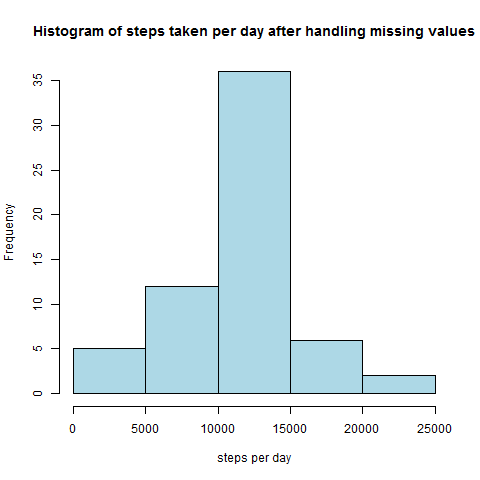 Histogram of steps taken per day after handling missing values
Frequency
35
30
25
20
15
10
5
0
0 5000 10000 15000 20000 25000
steps per day